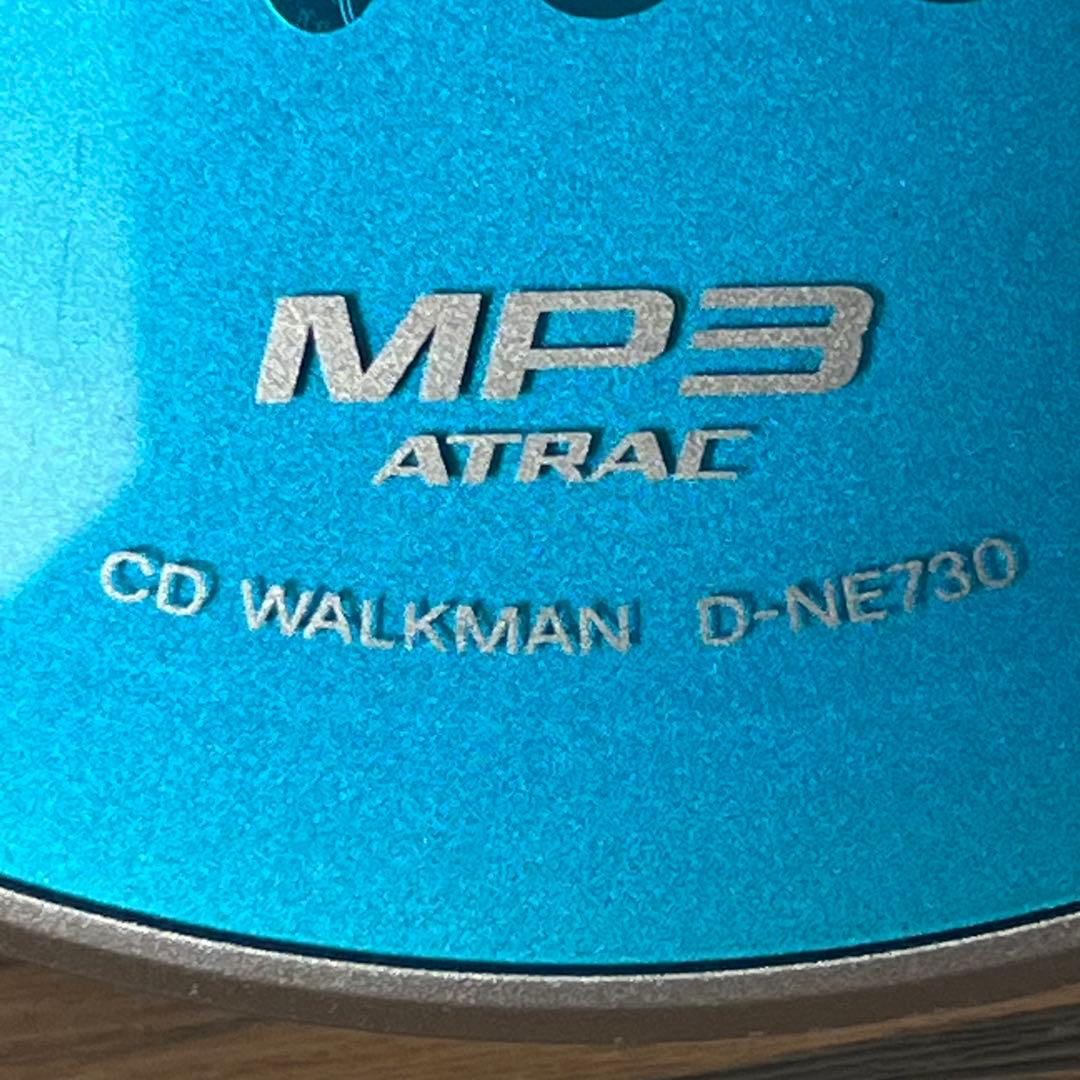 MP3
ATRAC
CD WALKMAN D-NE730